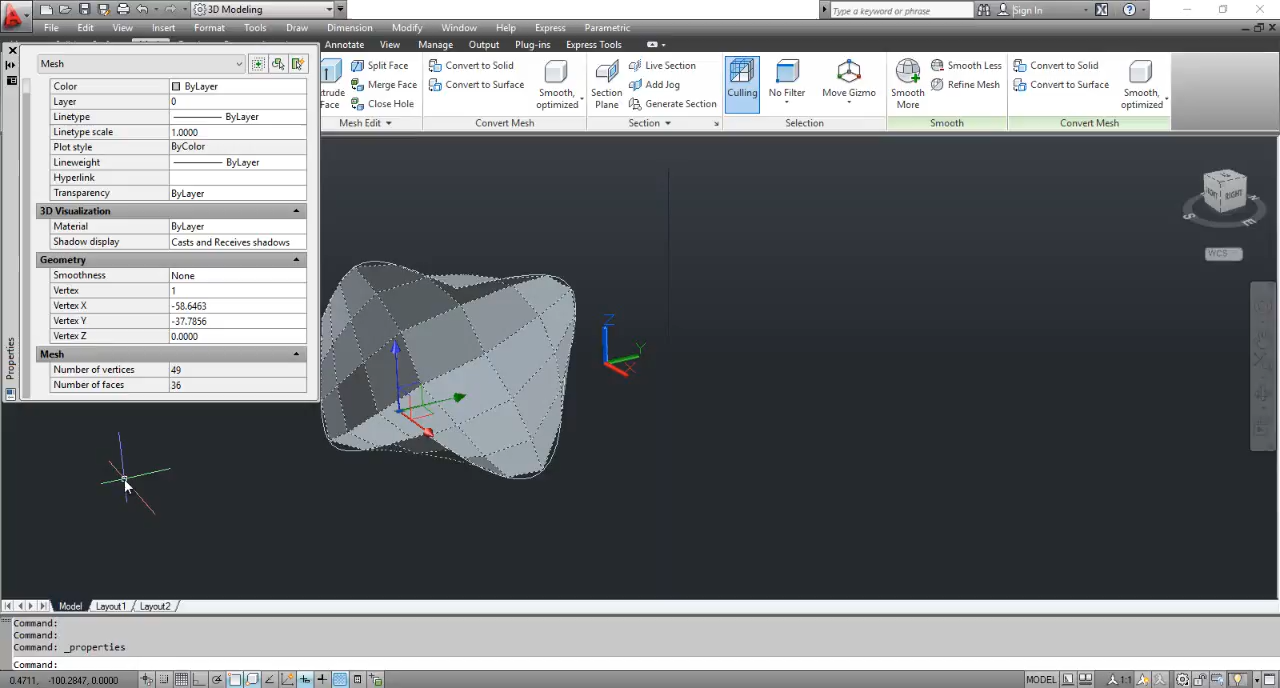 3D Modeling
Type a keyword or phrase
Sign In
File Edit View Insert Format Tools Draw Dimension Modify Window Help Express Parametric
Annotate View Manage Output Plug-ins Express Tools
Mesh
Color ByLayer
Layer 0
Linetype ByLayer
Linetype scale 1.0000
Plot style ByColor
Lineweight ByLayer
Hyperlink
Transparency ByLayer
3D Visualization
Material ByLayer
Shadow display Casts and Receives shadows
Geometry
Smoothness None
Vertex 1
Vertex X -58.6463
Vertex Y -37.7856
Vertex Z 0.0000
Mesh
Number of vertices 49
Number of faces 36
Properties
trude
Face
Split Face
Merge Face
Close Hole
Mesh Edit
Convert to Solid
Convert to Surface
Smooth,
optimized
Convert Mesh
Section
Plane
Live Section
Add Jog
Generate Section
Section
Culling
No Filter
Move Gizmo
Selection
Smooth
More
Smooth Less
Refine Mesh
Smooth
Convert to Solid
Convert to Surface
Smooth,
optimized
Convert Mesh
RIGHT
S
E
N
WCS
Z
Y
X
Model Layout1 Layout2
Command:
Command:
Command: _properties
Command:
0.4711, -100.2847, 0.0000
MODEL
1:1